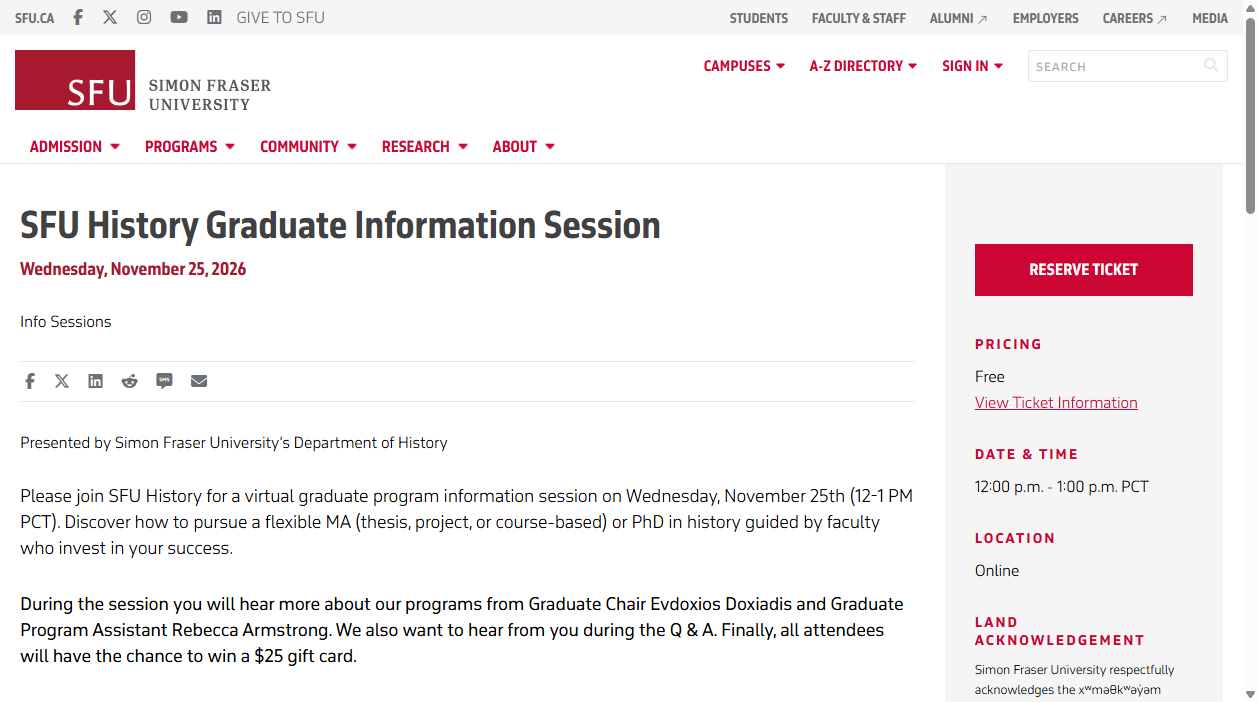 SFU.CA GIVE TO SFU STUDENTS FACULTY & STAFF ALUMNI EMPLOYERS CAREERS MEDIA
SFU SIMON FRASER
UNIVERSITY
CAMPUSES A-Z DIRECTORY SIGN IN SEARCH
ADMISSION PROGRAMS COMMUNITY RESEARCH ABOUT
SFU History Graduate Information Session
Wednesday, November 25, 2026
Info Sessions
SMS
Presented by Simon Fraser University's Department of History
Please join SFU History for a virtual graduate program information session on Wednesday, November 25th (12-1 PM
PCT). Discover how to pursue a flexible MA (thesis, project, or course-based) or PhD in history guided by faculty
who invest in your success.
During the session you will hear more about our programs from Graduate Chair Evdoxios Doxiadis and Graduate
Program Assistant Rebecca Armstrong. We also want to hear from you during the Q & A. Finally, all attendees
will have the chance to win a $25 gift card.
RESERVE TICKET
PRICING
Free
View Ticket Information
DATE & TIME
12:00 p.m. - 1:00 p.m. PCT
LOCATION
Online
LAND
ACKNOWLEDGEMENT
Simon Fraser University respectfully
acknowledges the xʷməθkʷəy̓əm